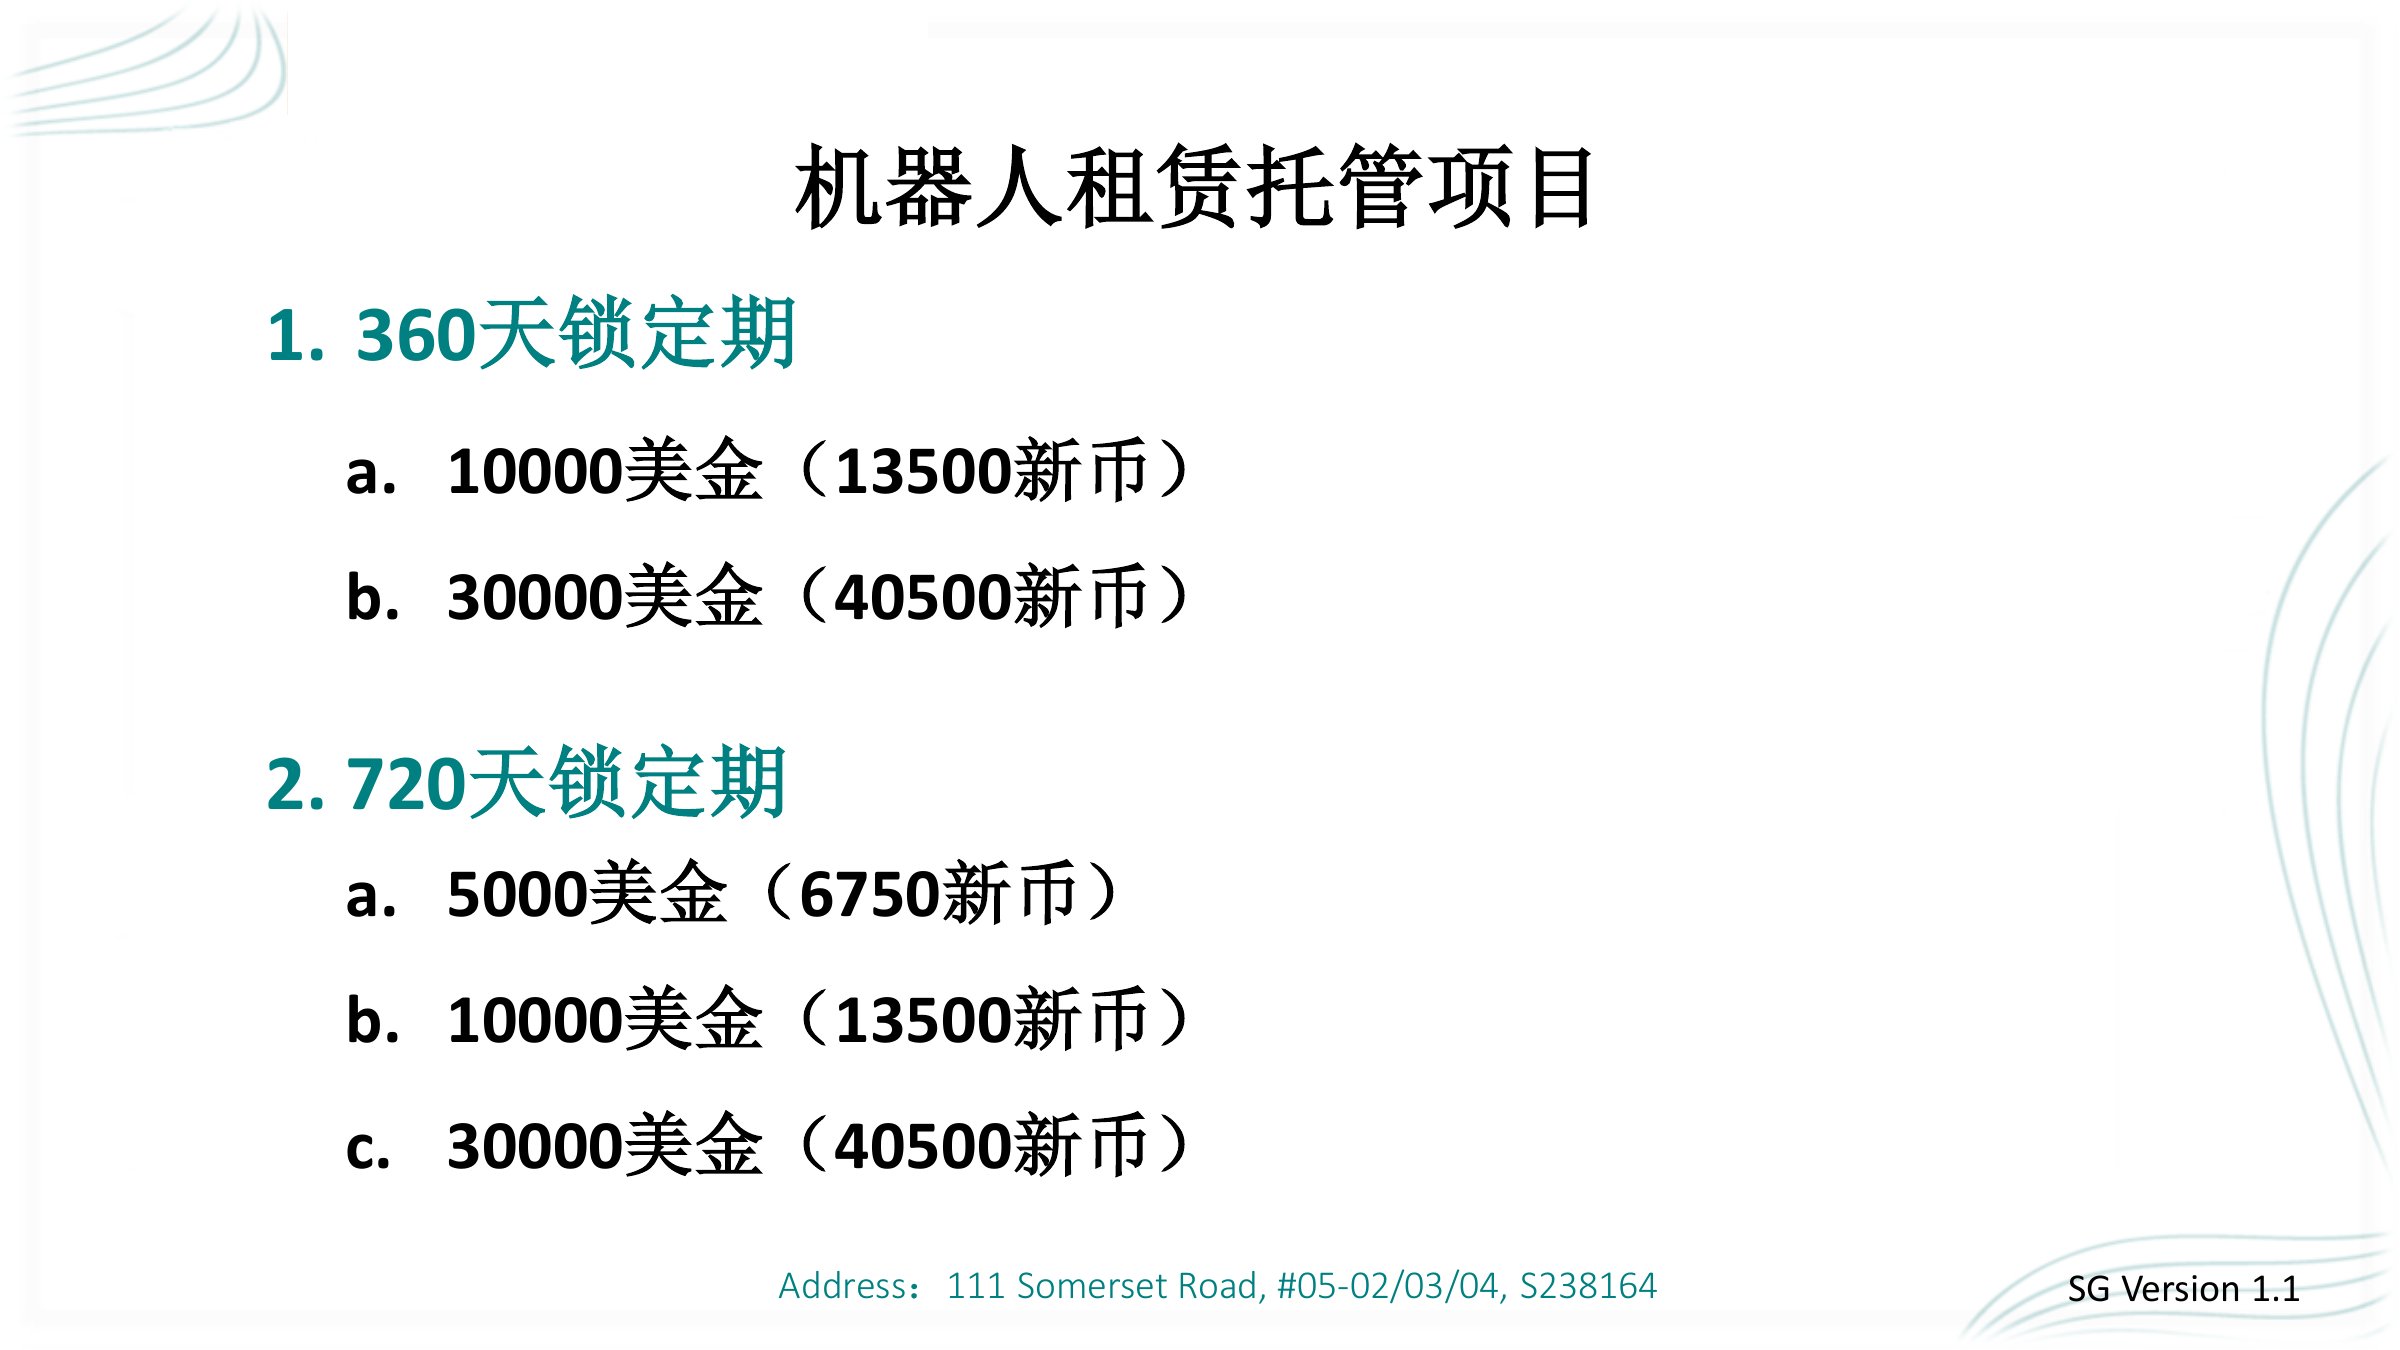 机器人租赁托管项目
1. 360天锁定期
a. 10000美金（13500新币）
b. 30000美金（40500新币）
2. 720天锁定期
a. 5000美金（6750新币）
b. 10000美金（13500新币）
c. 30000美金（40500新币）
Address：111 Somerset Road, #05-02/03/04, S238164
SG Version 1.1